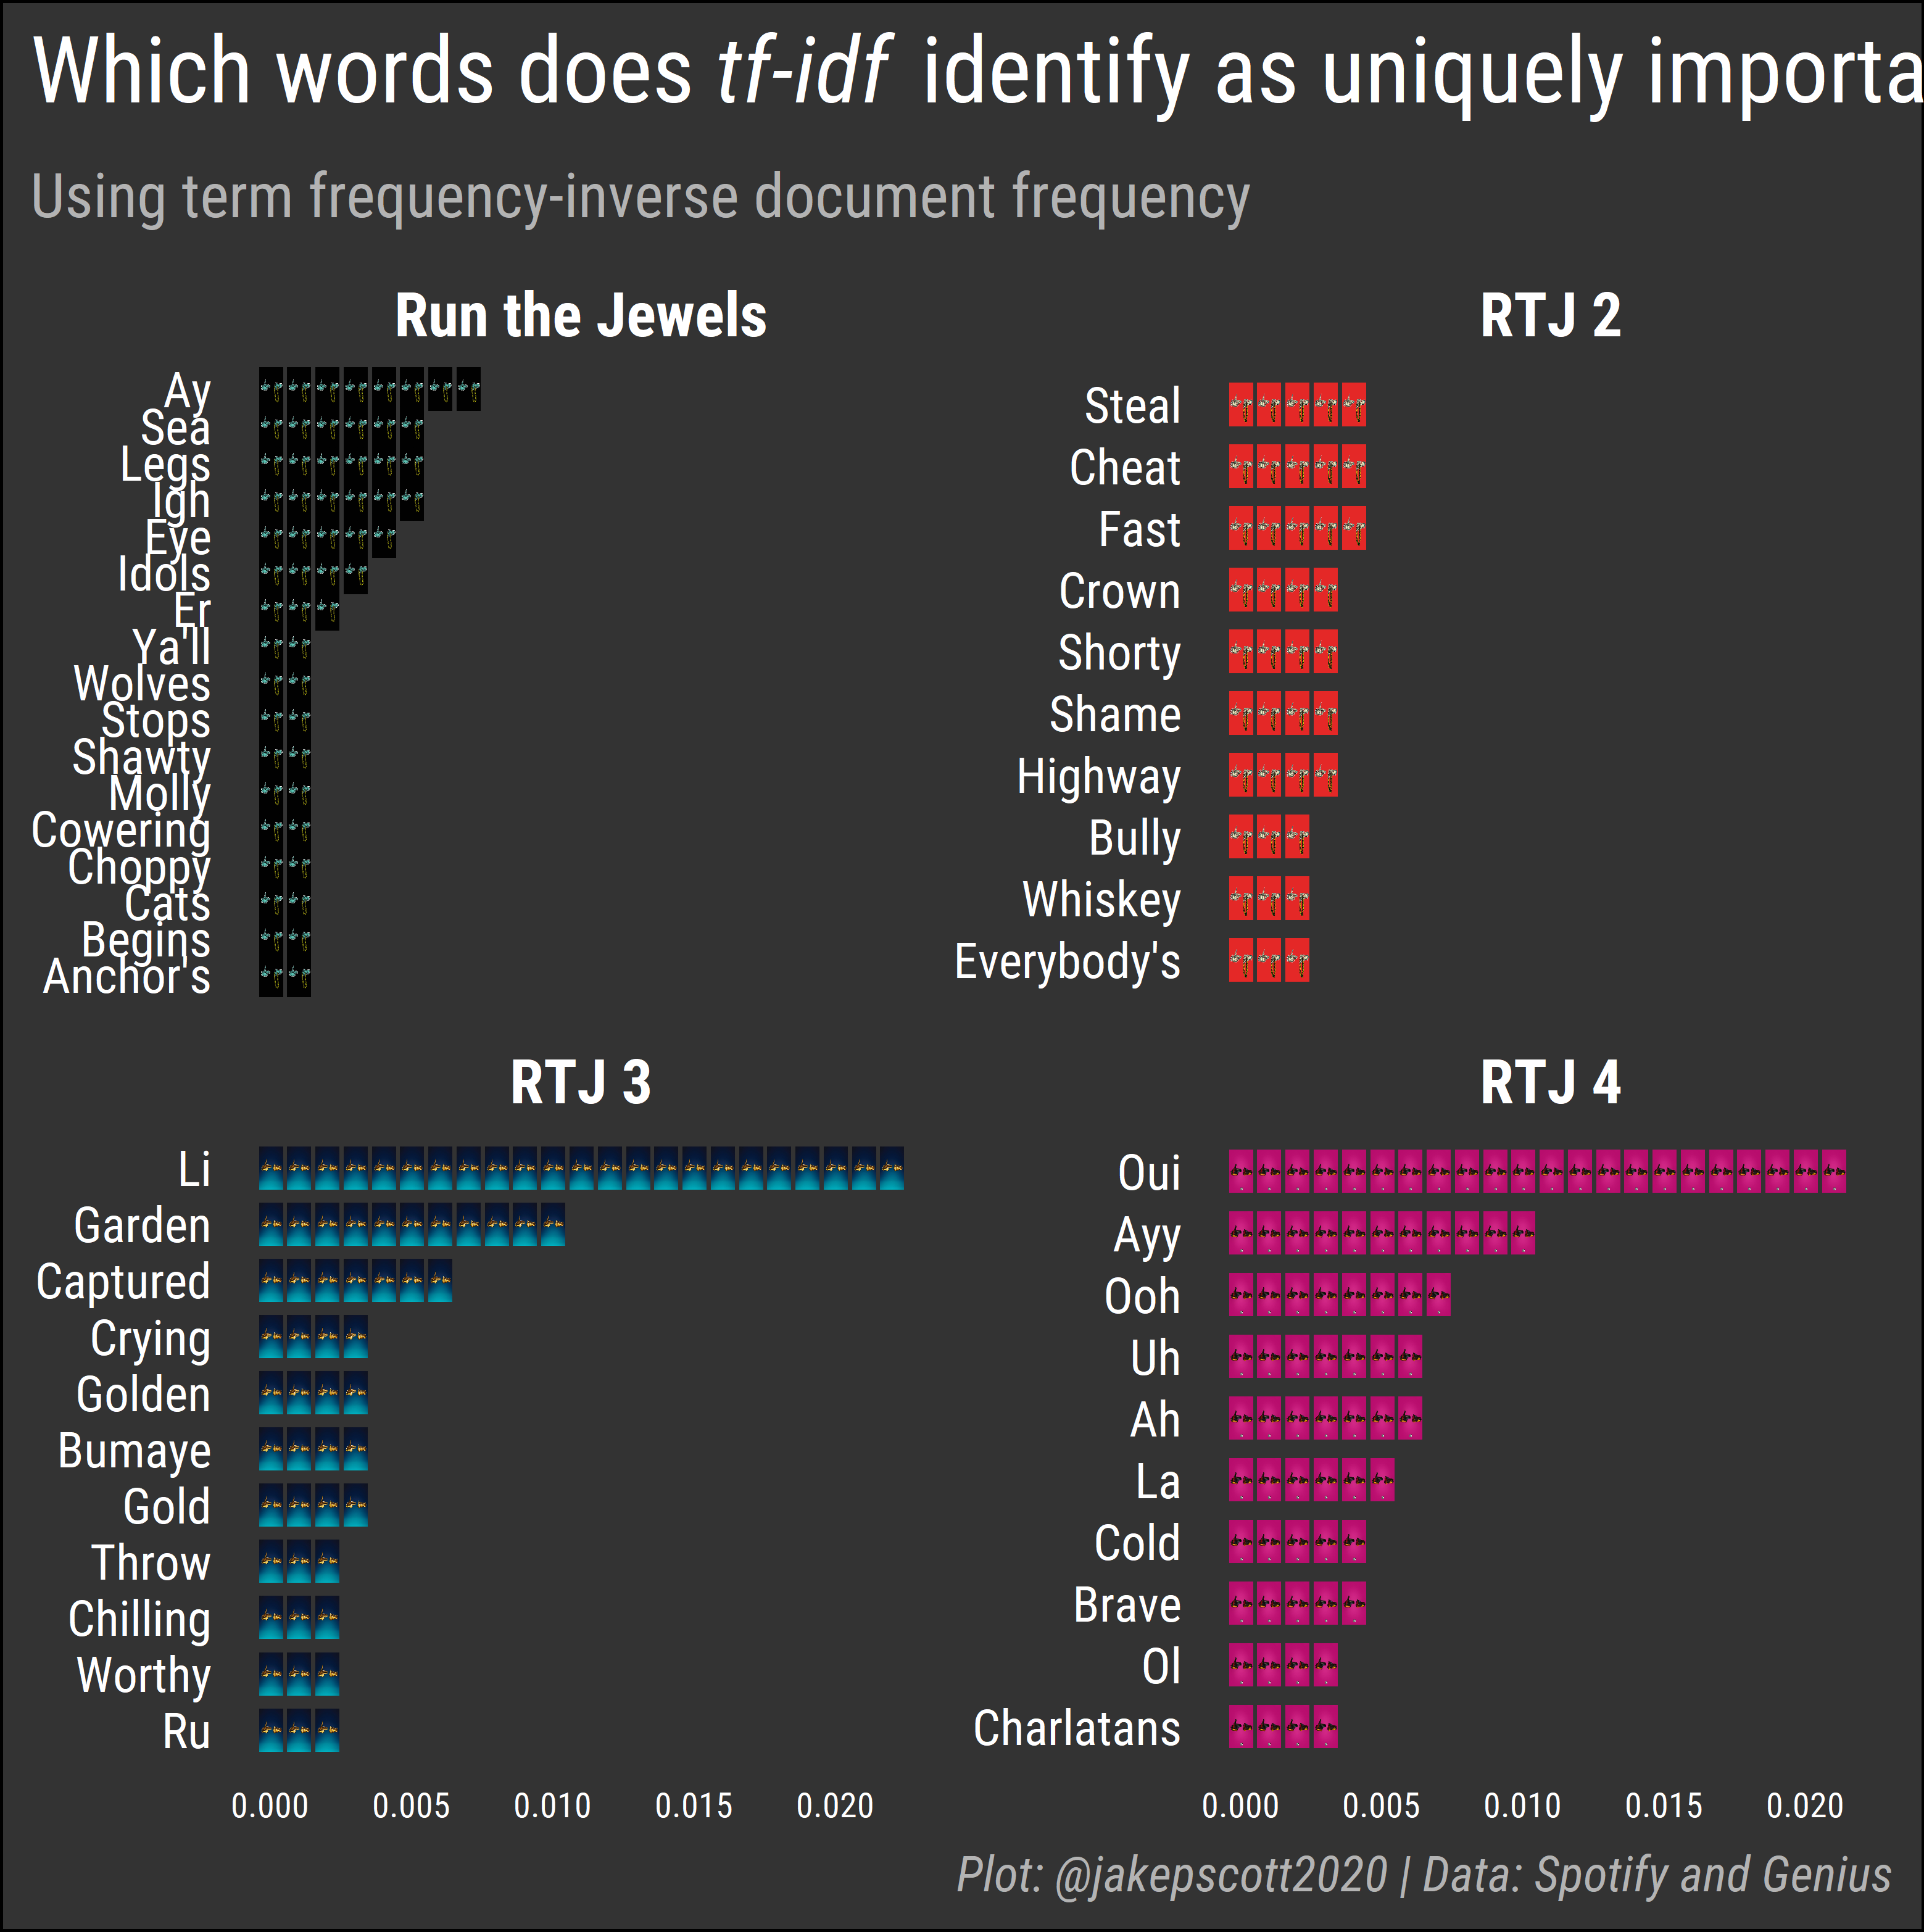 Which words does tf-idf identify as uniquely importa
Using term frequency-inverse document frequency
Run the Jewels
Ay
Sea
Legs
Igh
Eye
Idols
Er
Ya'll
Wolves
Stops
Shawty
Molly
Cowering
Choppy
Cats
Begins
Anchor's
RTJ 2
Steal
Cheat
Fast
Crown
Shorty
Shame
Highway
Bully
Whiskey
Everybody's
RTJ 3
Li
Garden
Captured
Crying
Golden
Bumaye
Gold
Throw
Chilling
Worthy
Ru
0.000 0.005 0.010 0.015 0.020
RTJ 4
Oui
Ayy
Ooh
Uh
Ah
La
Cold
Brave
Ol
Charlatans
0.000 0.005 0.010 0.015 0.020
Plot: @jakepscott2020 | Data: Spotify and Genius